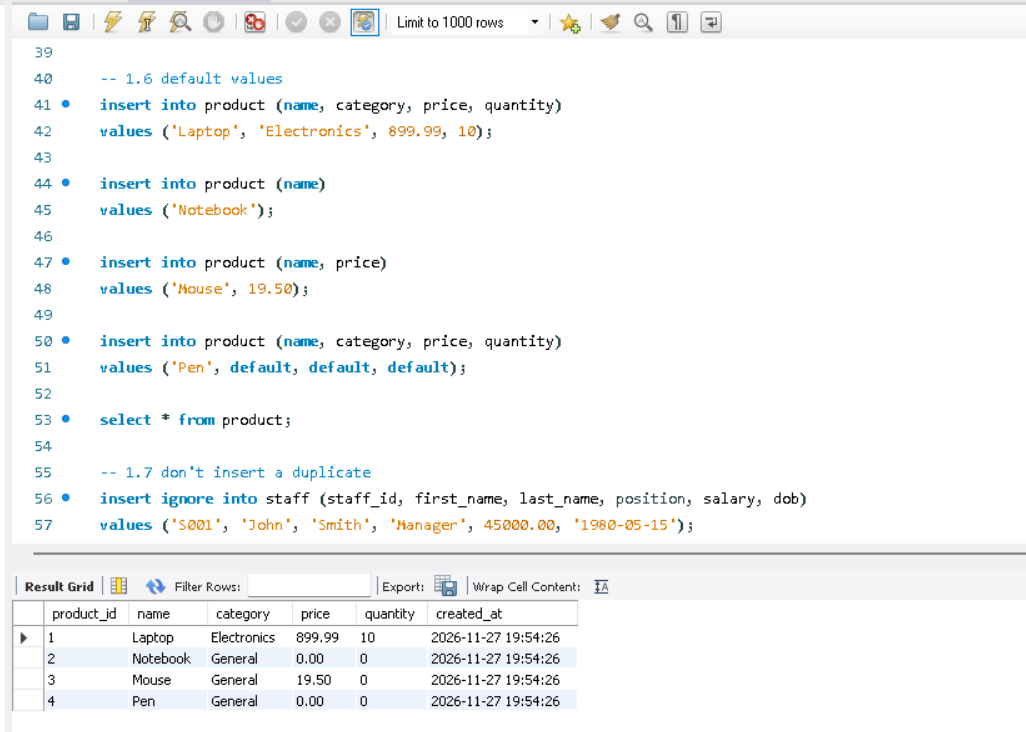 Limit to 1000 rows
39
40 -- 1.6 default values
41 insert into product (name, category, price, quantity)
42 values ('Laptop', 'Electronics', 899.99, 10);
43
44 insert into product (name)
45 values ('Notebook');
46
47 insert into product (name, price)
48 values ('Mouse', 19.50);
49
50 insert into product (name, category, price, quantity)
51 values ('Pen', default, default, default);
52
53 select * from product;
54
55 -- 1.7 don't insert a duplicate
56 insert ignore into staff (staff_id, first_name, last_name, position, salary, dob)
57 values ('S001', 'John', 'Smith', 'Manager', 45000.00, '1980-05-15');
Result Grid Filter Rows: Export: Wrap Cell Content:
product_id name category price quantity created_at
1 Laptop Electronics 899.99 10 2026-11-27 19:54:26
2 Notebook General 0.00 0 2026-11-27 19:54:26
3 Mouse General 19.50 0 2026-11-27 19:54:26
4 Pen General 0.00 0 2026-11-27 19:54:26